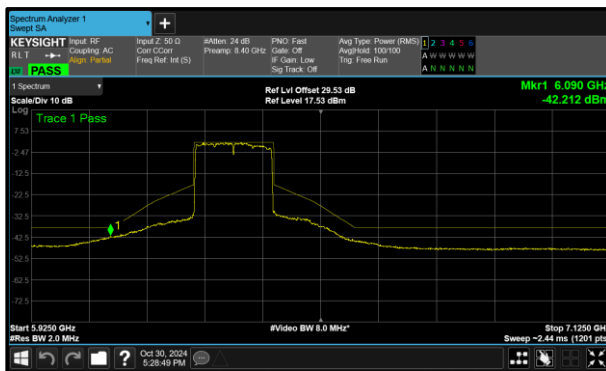 Spectrum Analyzer 1
Swept SA
KEYSIGHT
RLT
PASS
Input: RF
Coupling: AC
Align: Partial
Input Z: 50 Ω
Corr CCorr
Freq Ref: Int (S)
#Atten: 24 dB
Preamp: 8.40 GHz
PNO: Fast
Gate: Off
IF Gain: Low
Sig Track: Off
Avg Type: Power (RMS)
Avg|Hold: 100/100
Trig: Free Run
1 2 3 4 5 6
A W W W W W
A N N N N N
1 Spectrum
Scale/Div 10 dB
Ref Lvl Offset 29.53 dB
Ref Level 17.53 dBm
Mkr1 6.090 GHz
-42.212 dBm
Log
Trace 1 Pass
7.53
-2.47
-12.5
-22.5
-32.5
-42.5
-52.5
-62.5
-72.5
1
Start 5.9250 GHz
#Res BW 2.0 MHz
#Video BW 8.0 MHz*
Stop 7.1250 GHz
Sweep ~2.44 ms (1201 pts)
?
Oct 30, 2024
5:28:49 PM